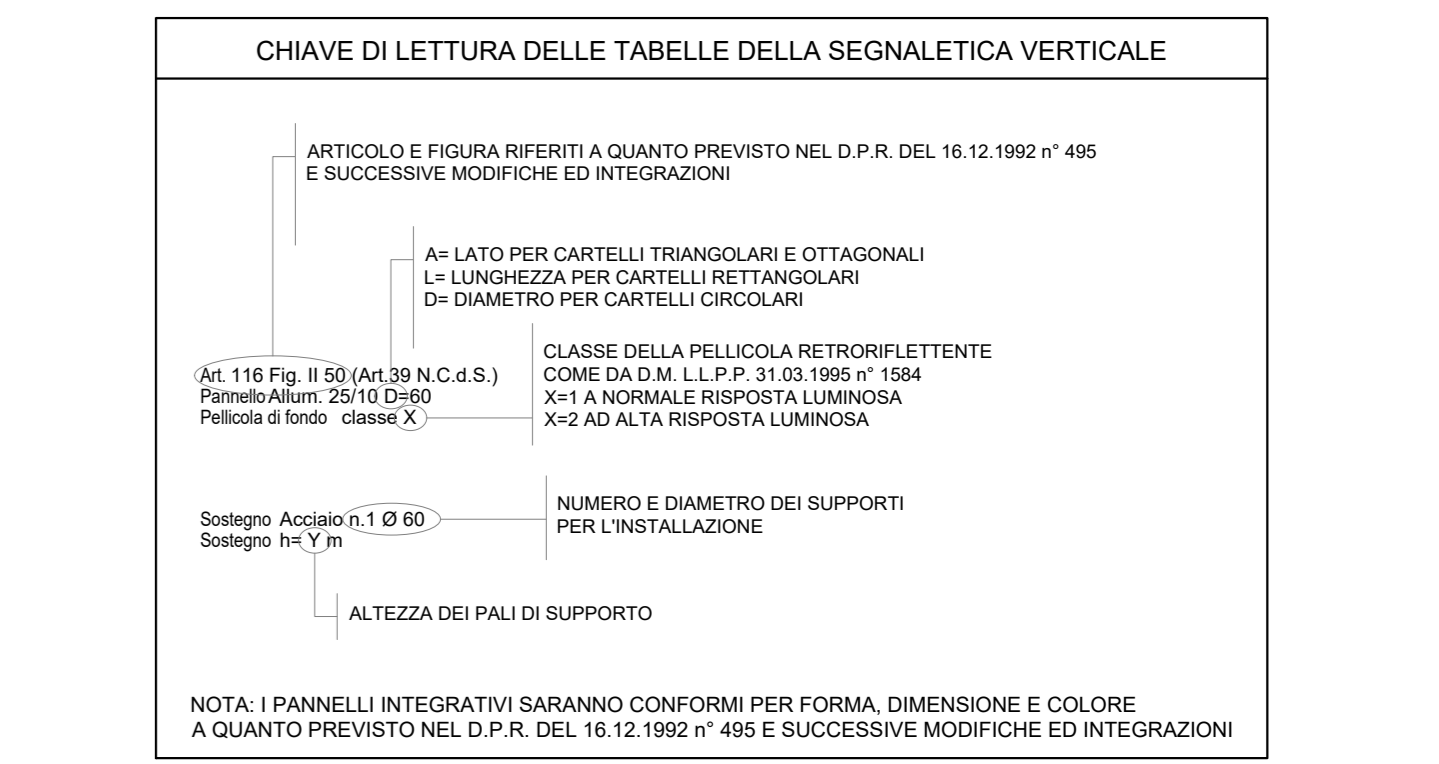 CHIAVE DI LETTURA DELLE TABELLE DELLA SEGNALETICA VERTICALE
ARTICOLO E FIGURA RIFERITI A QUANTO PREVISTO NEL D.P.R. DEL 16.12.1992 n° 495
E SUCCESSIVE MODIFICHE ED INTEGRAZIONI
A= LATO PER CARTELLI TRIANGOLARI E OTTAGONALI
L= LUNGHEZZA PER CARTELLI RETTANGOLARI
D= DIAMETRO PER CARTELLI CIRCOLARI
CLASSE DELLA PELLICOLA RETRORIFLETTENTE
COME DA D.M. L.L.P.P. 31.03.1995 n° 1584
X=1 A NORMALE RISPOSTA LUMINOSA
X=2 AD ALTA RISPOSTA LUMINOSA
Art. 116 Fig. II 50 (Art.39 N.C.d.S.)
Pannello Allum. 25/10 D=60
Pellicola di fondo classe X
NUMERO E DIAMETRO DEI SUPPORTI
PER L'INSTALLAZIONE
Sostegno Acciaio n.1 Ø 60
Sostegno h= Y m
ALTEZZA DEI PALI DI SUPPORTO
NOTA: I PANNELLI INTEGRATIVI SARANNO CONFORMI PER FORMA, DIMENSIONE E COLORE
A QUANTO PREVISTO NEL D.P.R. DEL 16.12.1992 n° 495 E SUCCESSIVE MODIFICHE ED INTEGRAZIONI